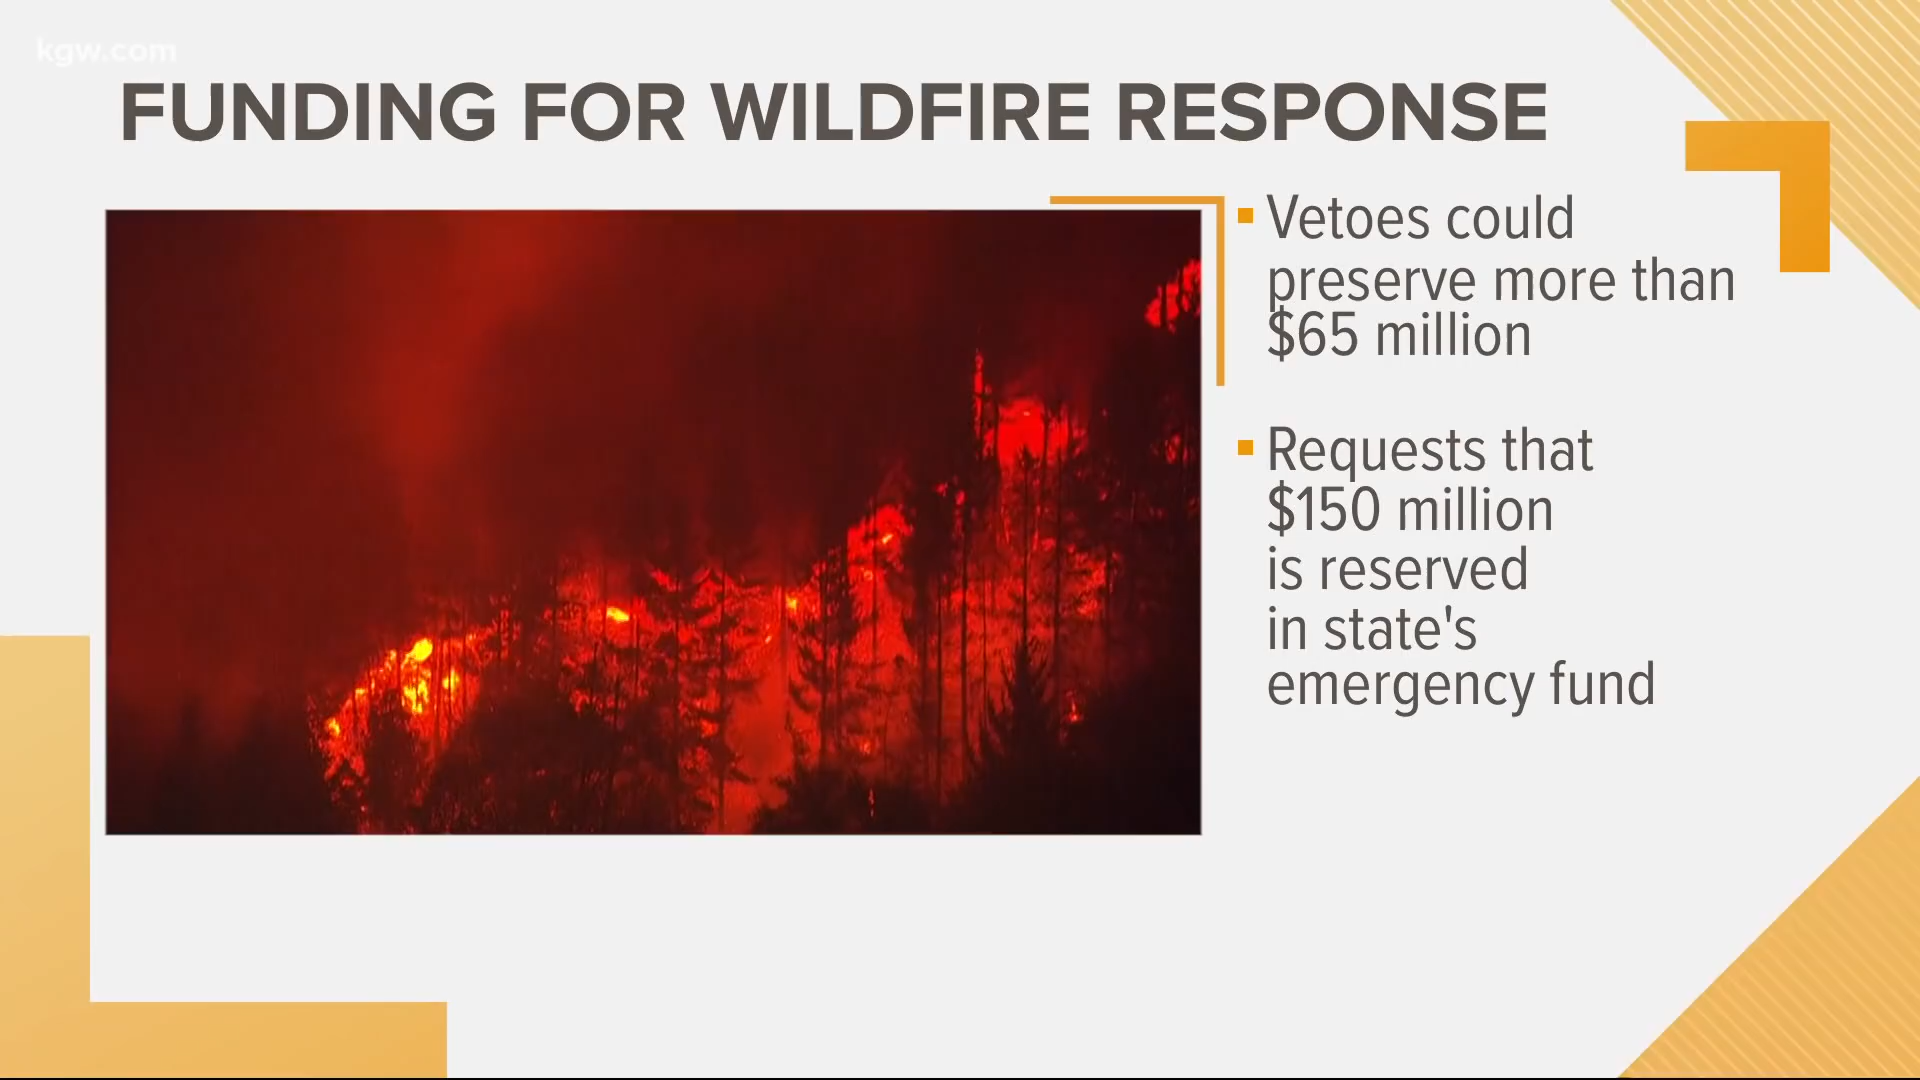 kgw.com
FUNDING FOR WILDFIRE RESPONSE
Vetoes could
preserve more than
$65 million
Requests that
$150 million
is reserved
in state's
emergency fund